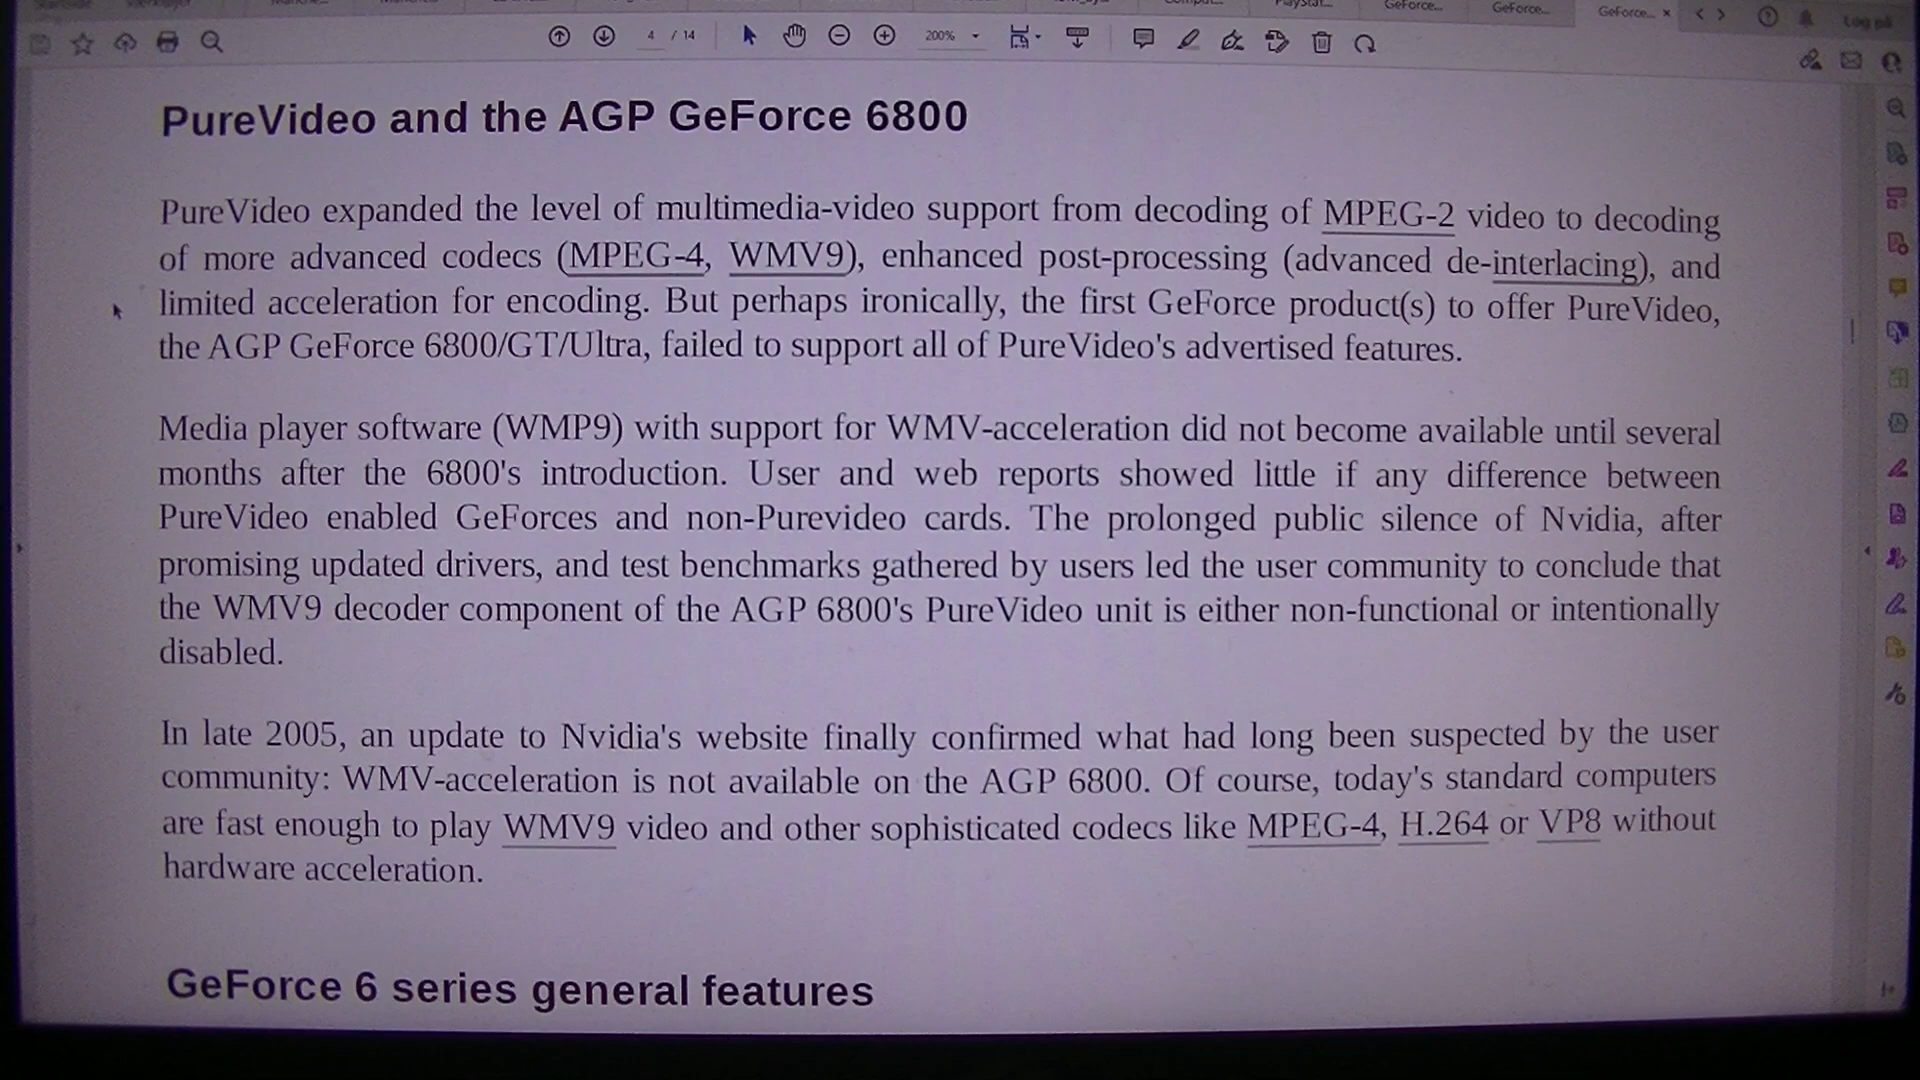 GeForce...
GeForce...
GeForce... ×
Log på
4 / 14
200%
PureVideo and the AGP GeForce 6800
PureVideo expanded the level of multimedia-video support from decoding of MPEG-2 video to decoding
of more advanced codecs (MPEG-4, WMV9), enhanced post-processing (advanced de-interlacing), and
limited acceleration for encoding. But perhaps ironically, the first GeForce product(s) to offer PureVideo,
the AGP GeForce 6800/GT/Ultra, failed to support all of PureVideo's advertised features.
Media player software (WMP9) with support for WMV-acceleration did not become available until several
months after the 6800's introduction. User and web reports showed little if any difference between
PureVideo enabled GeForces and non-Purevideo cards. The prolonged public silence of Nvidia, after
promising updated drivers, and test benchmarks gathered by users led the user community to conclude that
the WMV9 decoder component of the AGP 6800's PureVideo unit is either non-functional or intentionally
disabled.
In late 2005, an update to Nvidia's website finally confirmed what had long been suspected by the user
community: WMV-acceleration is not available on the AGP 6800. Of course, today's standard computers
are fast enough to play WMV9 video and other sophisticated codecs like MPEG-4, H.264 or VP8 without
hardware acceleration.
GeForce 6 series general features